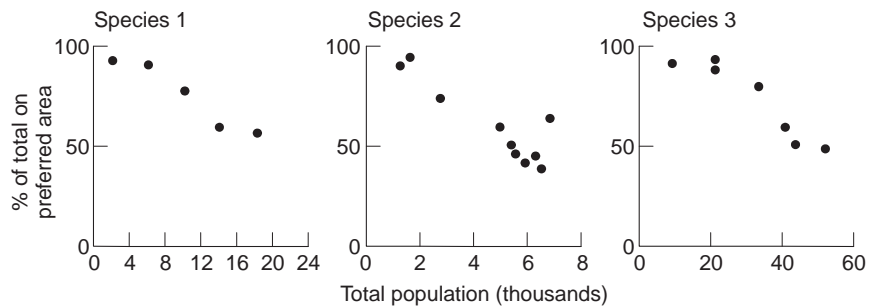 Species 1
Species 2
Species 3
% of total on
preferred area
100
50
0
0 4 8 12 16 20 24
100
50
0
0 2 4 6 8
100
50
0
0 20 40 60
Total population (thousands)